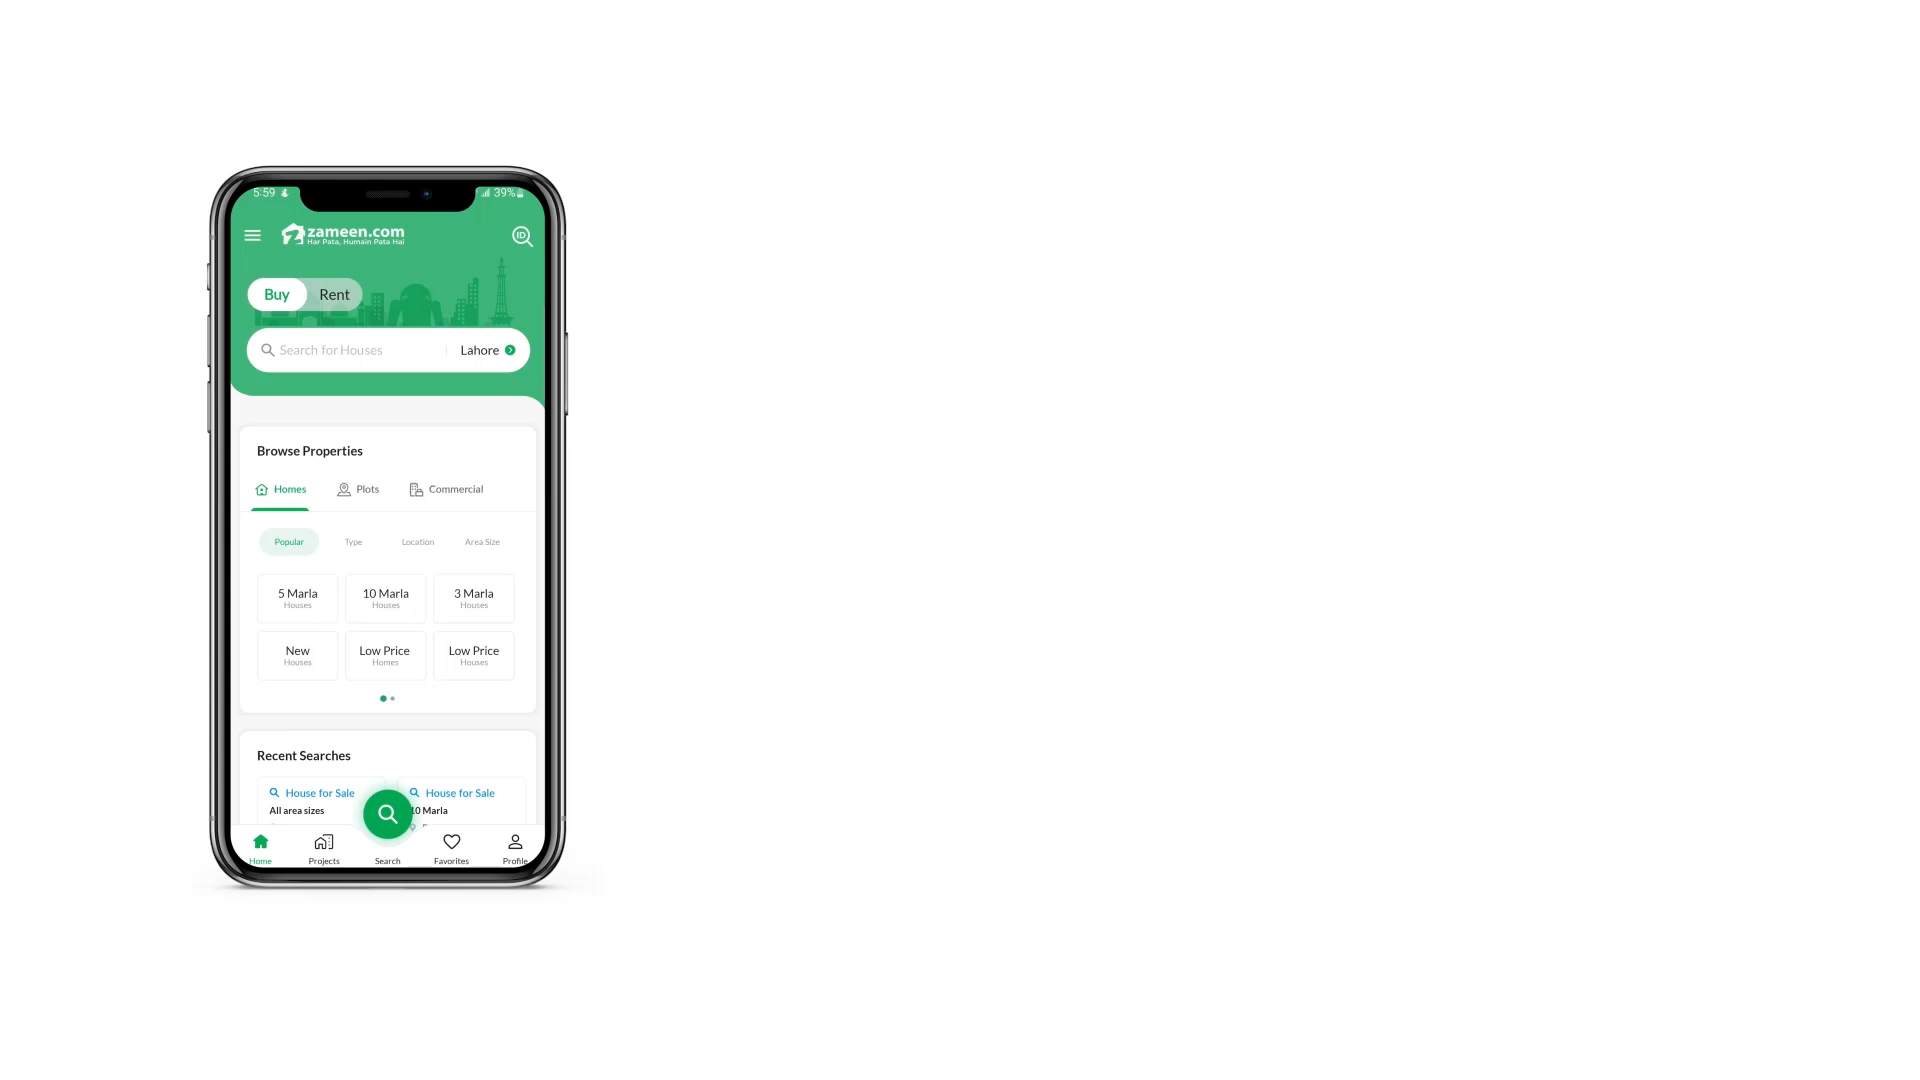 5:59 39%
zameen.com
Har Pata, Humain Pata Hai
ID
Buy Rent
Search for Houses Lahore
Browse Properties
Homes Plots Commercial
Popular Type Location Area Size
5 Marla 10 Marla 3 Marla
Houses Houses Houses
New Low Price Low Price
Houses Homes Houses
Recent Searches
House for Sale House for Sale
All area sizes 10 Marla
Home Projects Search Favorites Profile